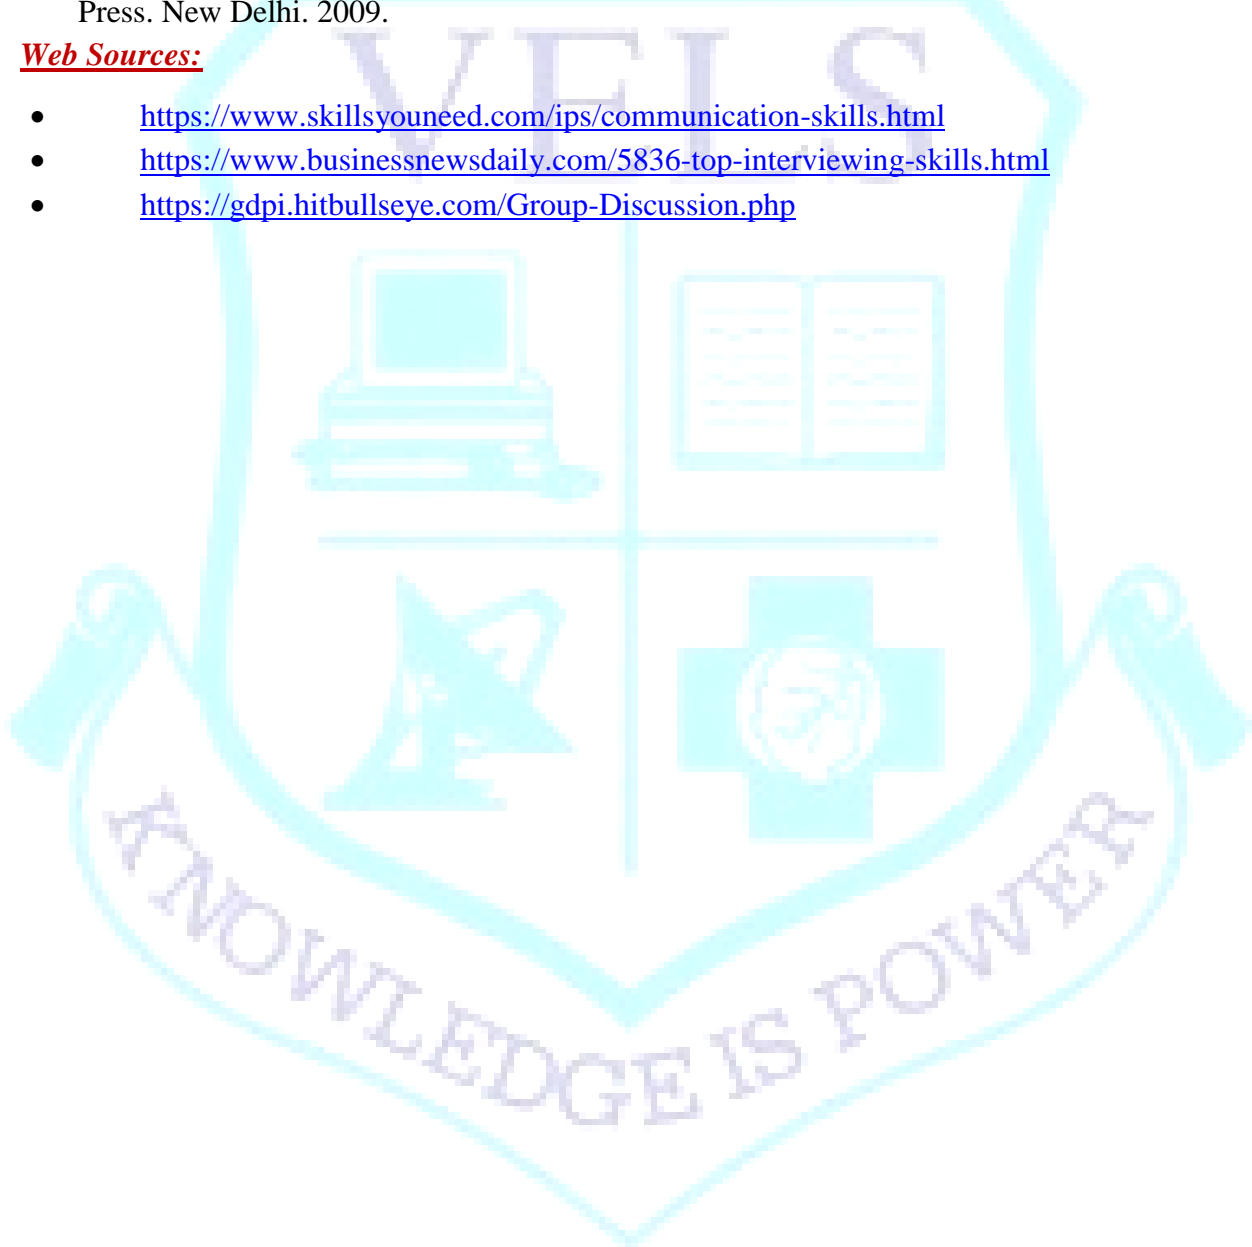 Press. New Delhi. 2009.
Web Sources:
VELS
• https://www.skillsyouneed.com/ips/communication-skills.html
• https://www.businessnewsdaily.com/5836-top-interviewing-skills.html
• https://gdpi.hitbullseye.com/Group-Discussion.php
KNOWLEDGE IS POWER